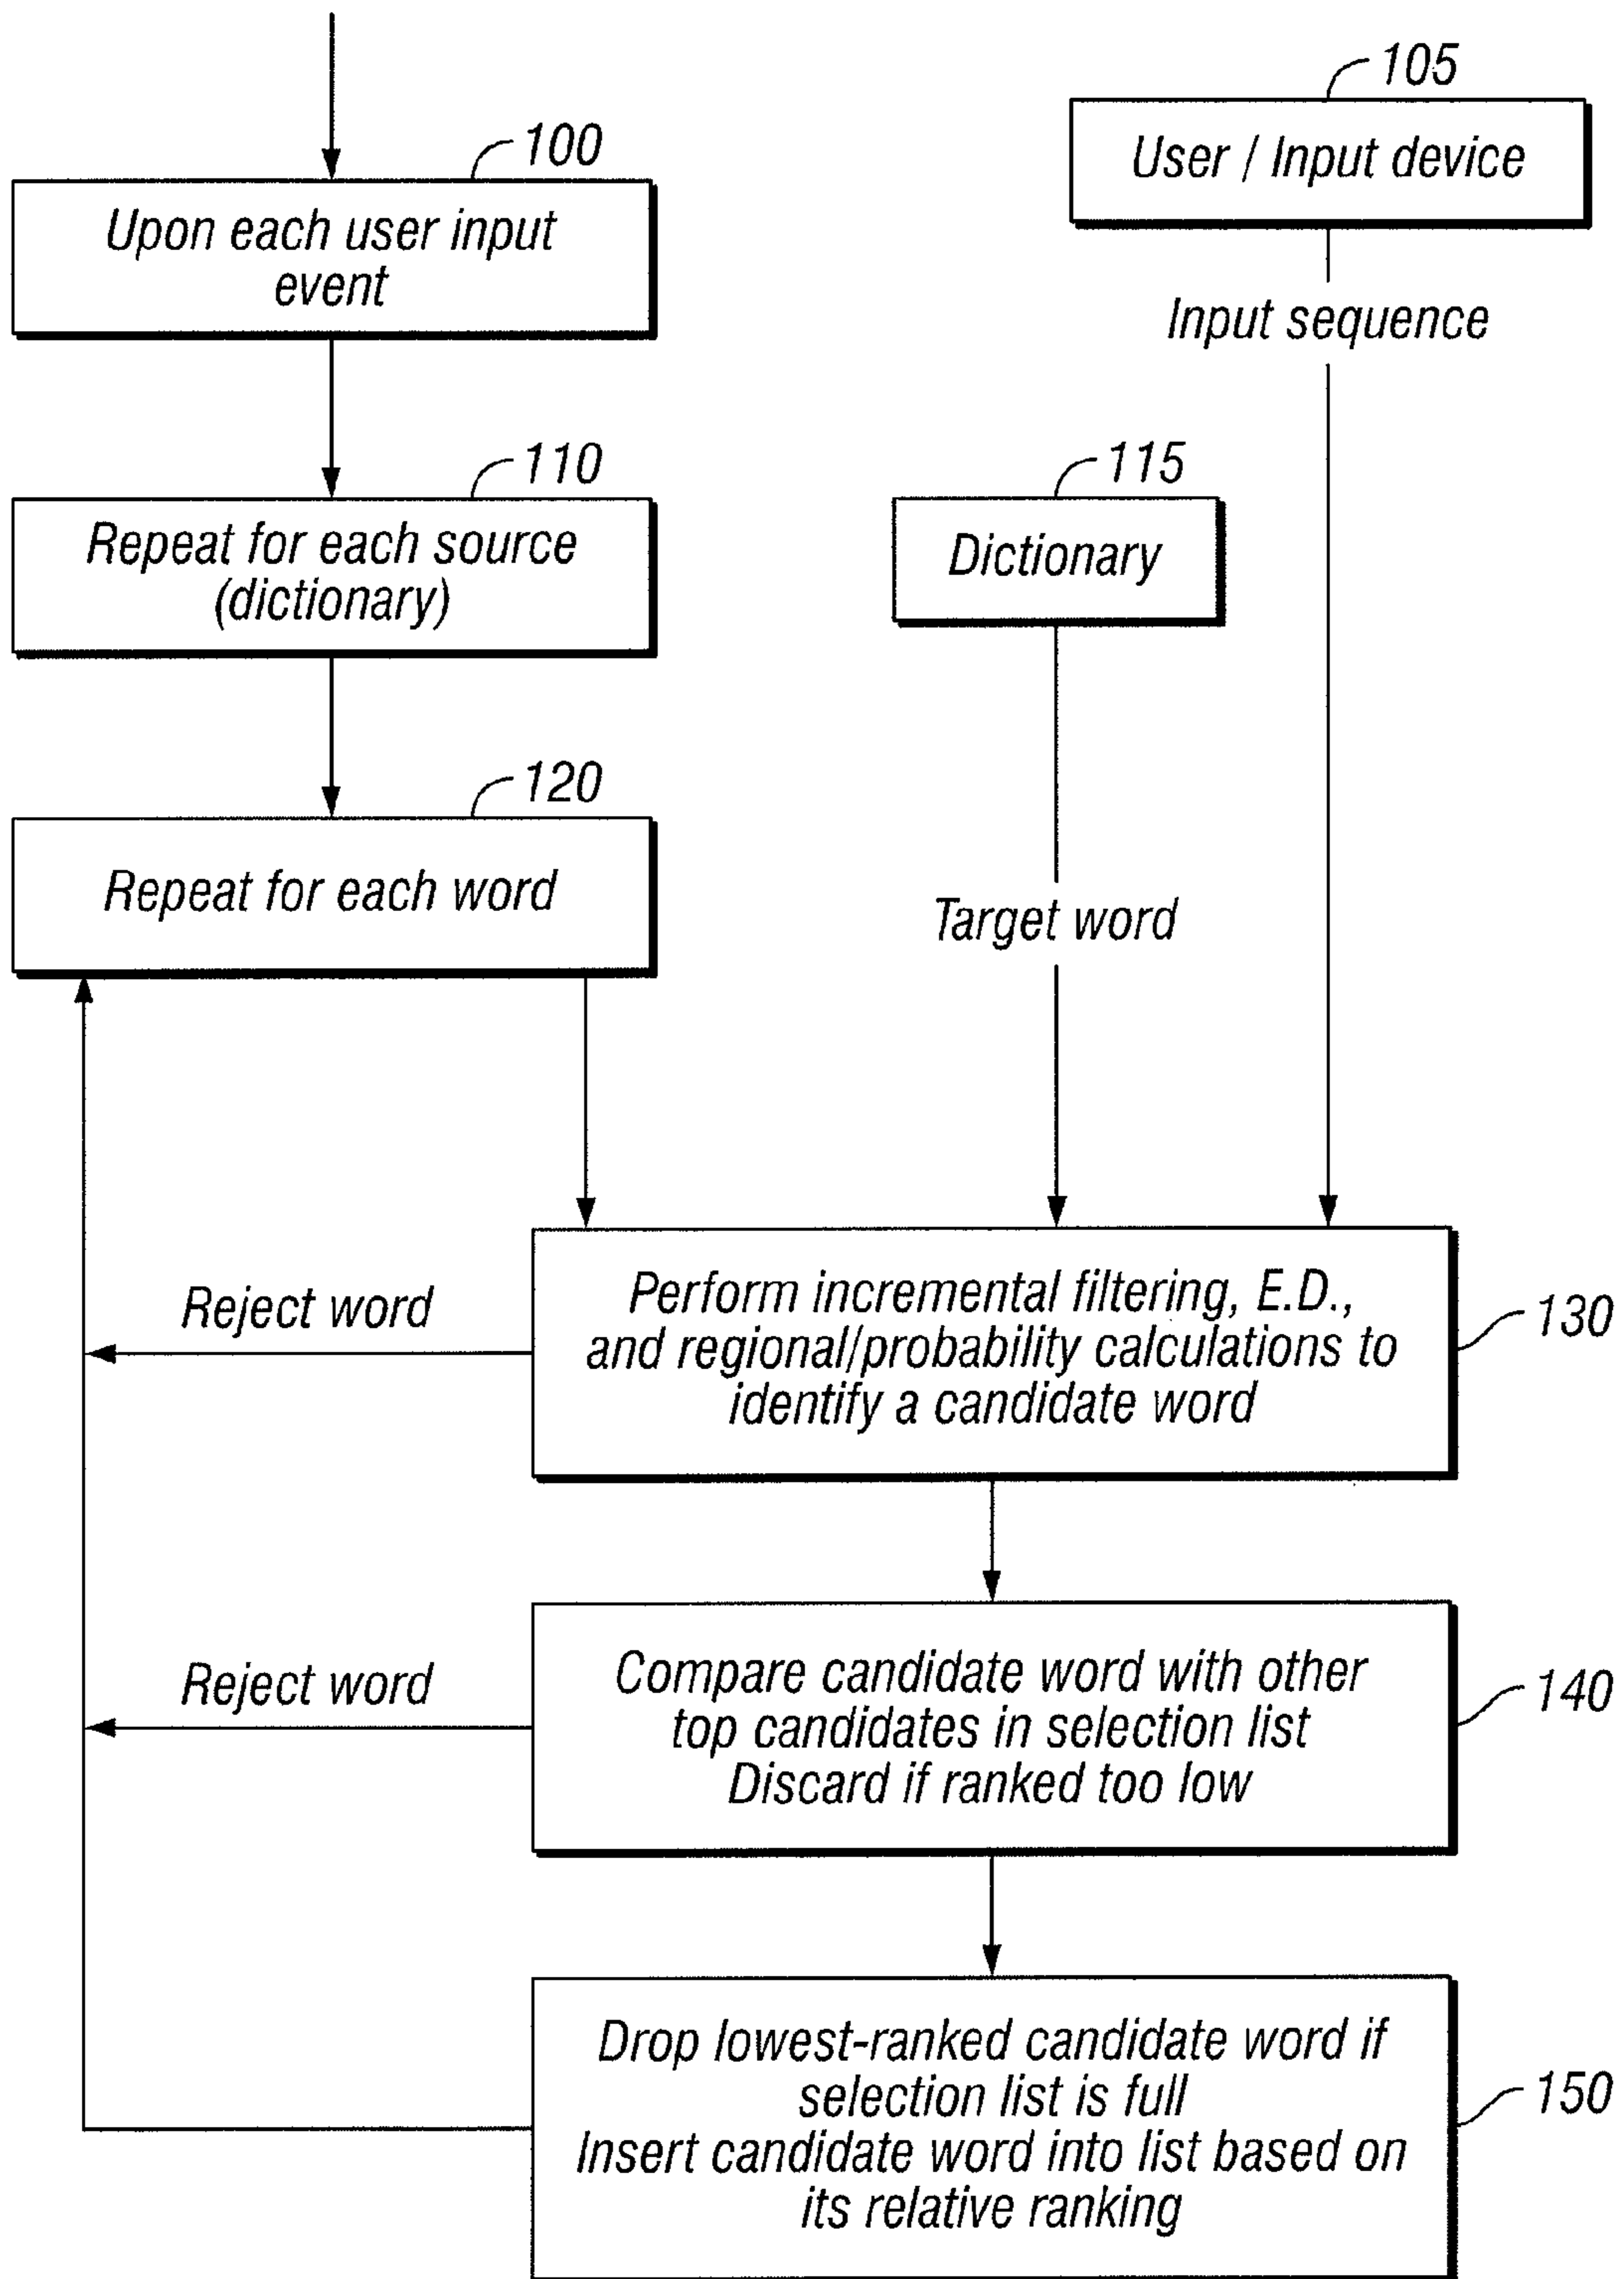 105
User / Input device
100
Upon each user input
event
Input sequence
110
Repeat for each source
(dictionary)
115
Dictionary
120
Repeat for each word
Target word
Reject word
Perform incremental filtering, E.D.,
and regional/probability calculations to
identify a candidate word
130
Reject word
Compare candidate word with other
top candidates in selection list
Discard if ranked too low
140
Drop lowest-ranked candidate word if
selection list is full
Insert candidate word into list based on
its relative ranking
150